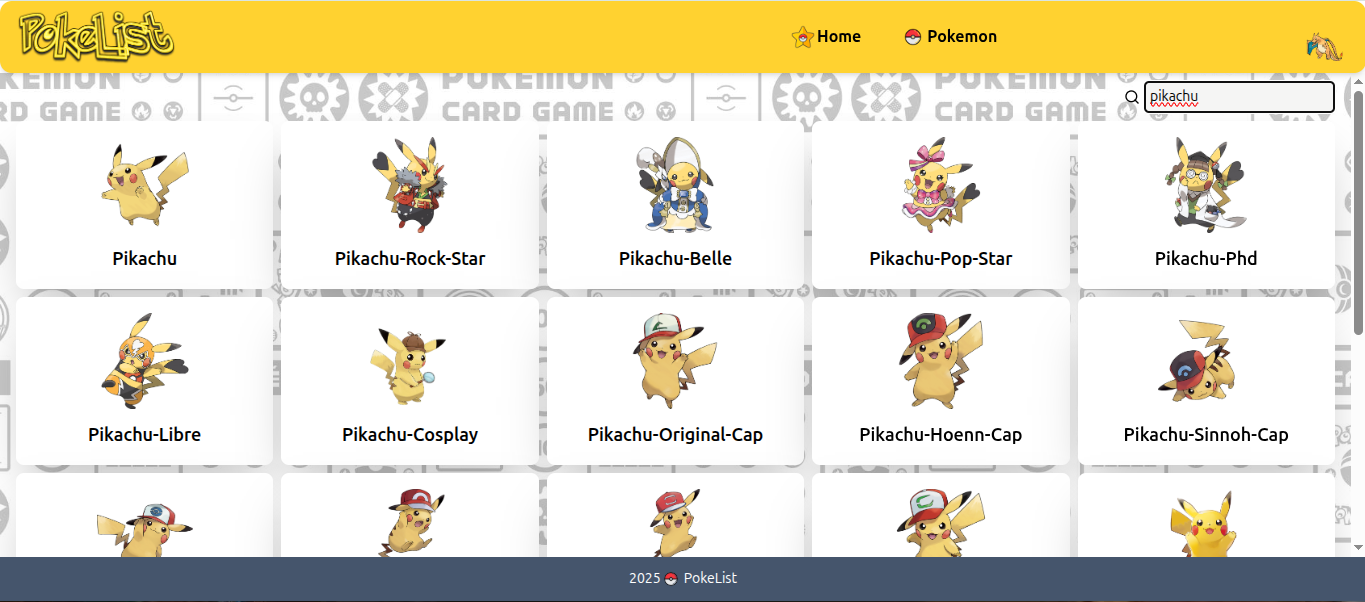 PokeList
Home
Pokemon
POKEMON
POKEMON
POKEMON
RD GAME
CARD GAME
CARD GAME
pikachu
Pikachu
Pikachu-Rock-Star
Pikachu-Belle
Pikachu-Pop-Star
Pikachu-Phd
Pikachu-Libre
Pikachu-Cosplay
Pikachu-Original-Cap
Pikachu-Hoenn-Cap
Pikachu-Sinnoh-Cap
2025 PokeList